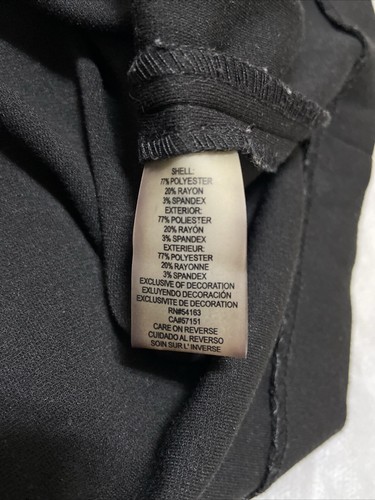 SHELL:
77% POLYESTER
20% RAYON
3% SPANDEX
EXTERIOR:
77% POLIESTER
20% RAYÓN
3% SPANDEX
EXTERIEUR:
77% POLYESTER
20% RAYONNE
3% SPANDEX
EXCLUSIVE OF DECORATION
EXLUYENDO DECORACIÓN
EXCLUSIVITE DE DECORATION
RN#54163
CA#57151
CARE ON REVERSE
CUIDADO AL REVERSO
SOIN SUR L' INVERSE